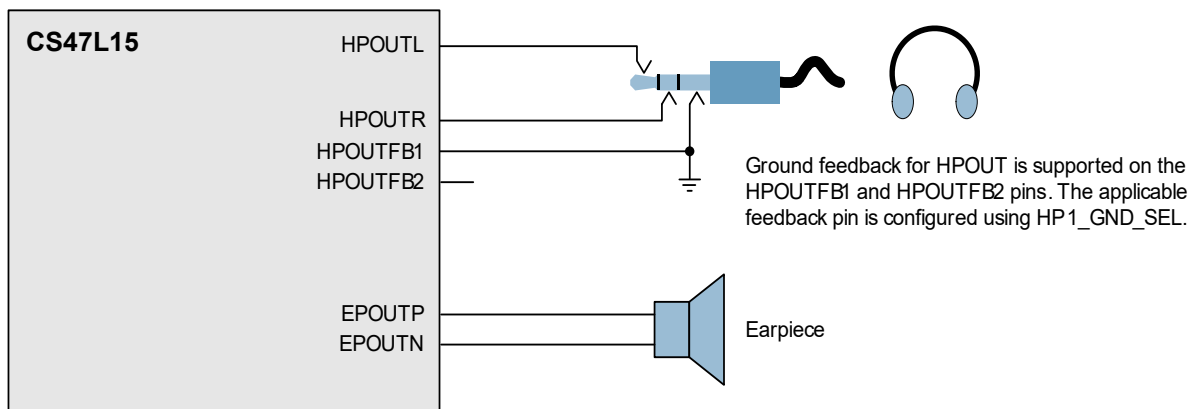 CS47L15
HPOUTL
HPOUTR
HPOUTFB1
HPOUTFB2
Ground feedback for HPOUT is supported on the
HPOUTFB1 and HPOUTFB2 pins. The applicable
feedback pin is configured using HP1_GND_SEL.
EPOUTP
EPOUTN
Earpiece